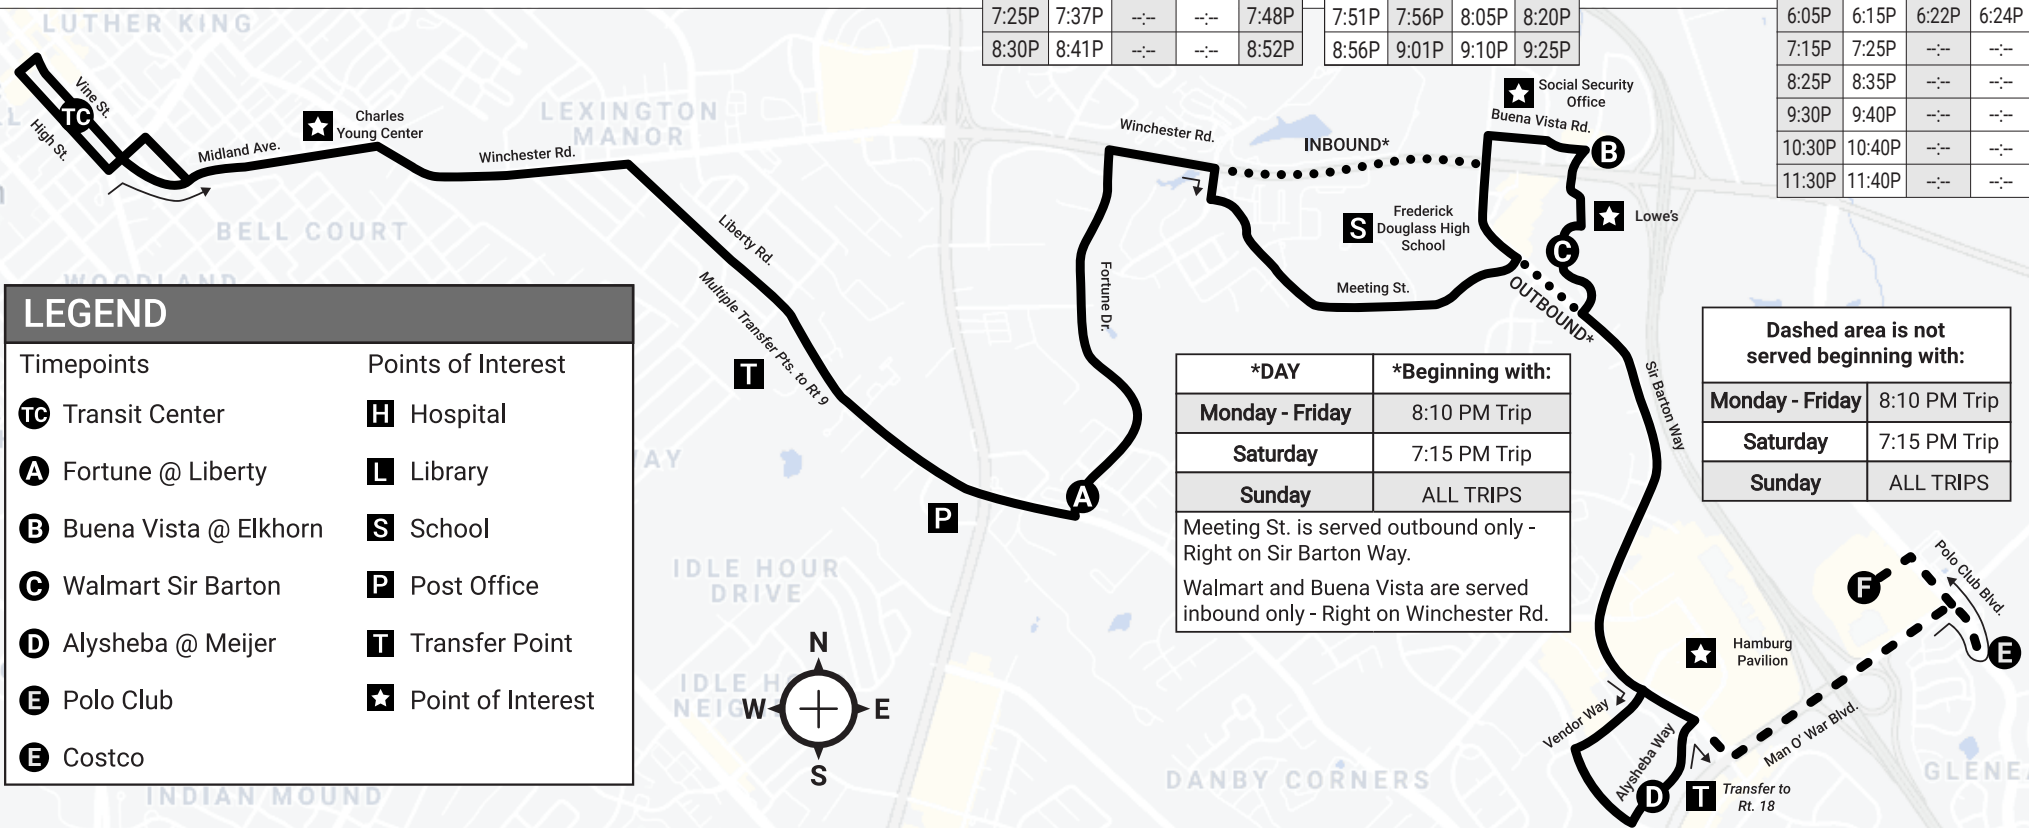 7:25P 7:37P --:-- --:-- 7:48P
8:30P 8:41P --:-- --:-- 8:52P
7:51P 7:56P 8:05P 8:20P
8:56P 9:01P 9:10P 9:25P
6:05P 6:15P 6:22P 6:24P
7:15P 7:25P --:-- --:--
8:25P 8:35P --:-- --:--
9:30P 9:40P --:-- --:--
10:30P 10:40P --:-- --:--
11:30P 11:40P --:-- --:--
LUTHER KING
Vine St.
TC
High St.
Midland Ave.
Charles
Young Center
LEXINGTON
MANOR
Winchester Rd.
BELL COURT
WOODLAND
Liberty Rd.
Multiple Transfer Pts. to Rt 9
T
P
A
Fortune Dr.
Winchester Rd.
INBOUND*
Social Security
Office
Buena Vista Rd.
B
S
Frederick
Douglass High
School
Lowe's
C
Meeting St.
OUTBOUND*
Sir Barton Way
LEGEND
Timepoints
TC Transit Center
A Fortune @ Liberty
B Buena Vista @ Elkhorn
C Walmart Sir Barton
D Alysheba @ Meijer
E Polo Club
E Costco
Points of Interest
H Hospital
L Library
S School
P Post Office
T Transfer Point
Point of Interest
WAY
IDLE HOUR
DRIVE
IDLE HO
NEIG
N
W E
S
INDIAN MOUND
DANBY CORNERS
*DAY *Beginning with:
Monday - Friday 8:10 PM Trip
Saturday 7:15 PM Trip
Sunday ALL TRIPS
Meeting St. is served outbound only -
Right on Sir Barton Way.
Walmart and Buena Vista are served
inbound only - Right on Winchester Rd.
Dashed area is not
served beginning with:
Monday - Friday 8:10 PM Trip
Saturday 7:15 PM Trip
Sunday ALL TRIPS
Polo Club Blvd.
F
E
Hamburg
Pavilion
Man O' War Blvd.
Vendor Way
Alysheba Way
D
T
Transfer to
Rt. 18
GLENE